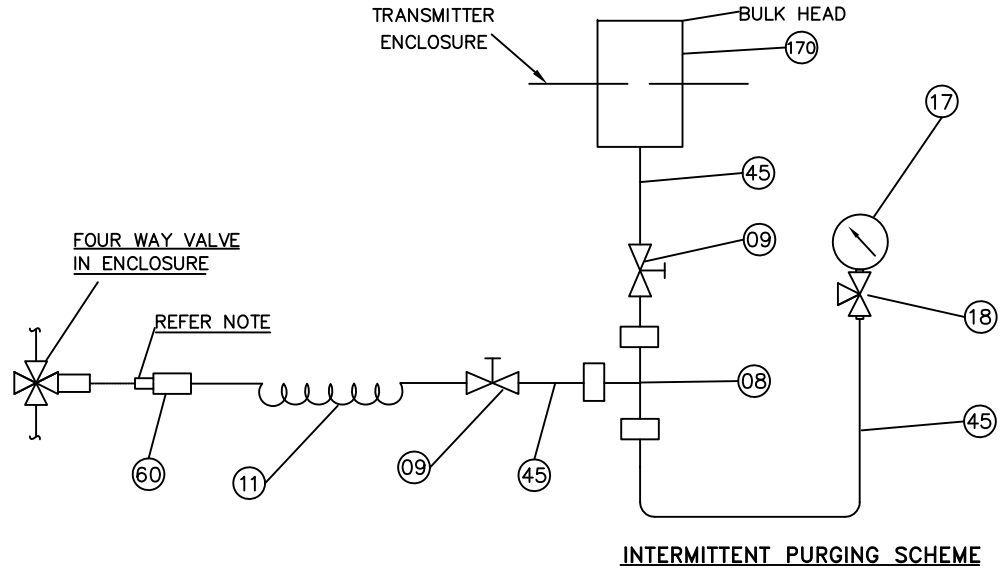 TRANSMITTER
ENCLOSURE
BULK HEAD
170
17
45
09
FOUR WAY VALVE
IN ENCLOSURE
REFER NOTE
18
08
45
60
11
09
45
INTERMITTENT PURGING SCHEME